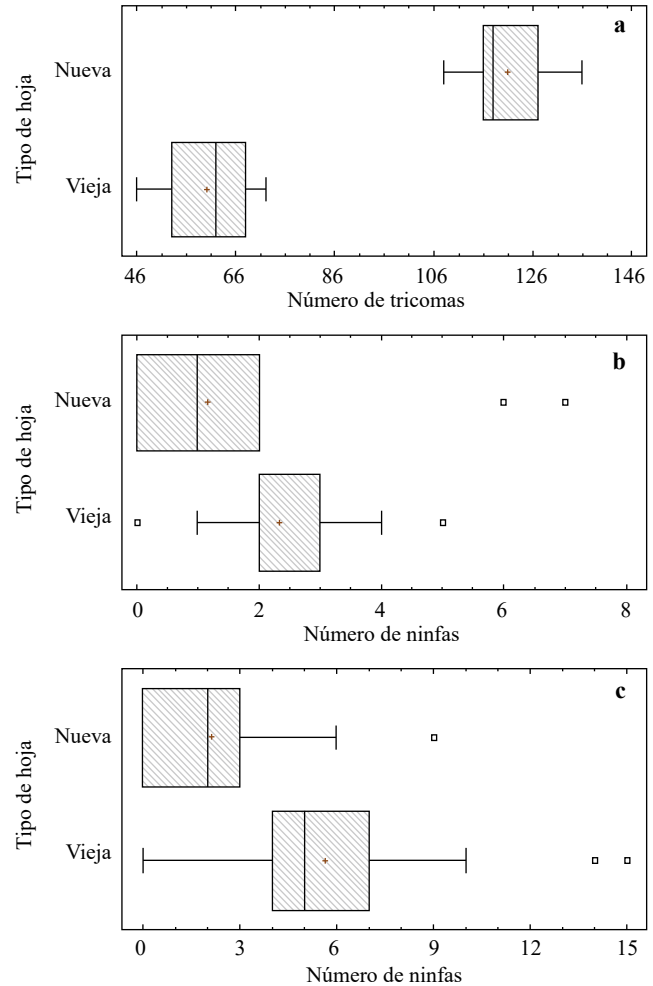 a
Tipo de hoja
Nueva
Vieja
46 66 86 106 126 146
Número de tricomas
b
Tipo de hoja
Nueva
Vieja
0 2 4 6 8
Número de ninfas
c
Tipo de hoja
Nueva
Vieja
0 3 6 9 12 15
Número de ninfas